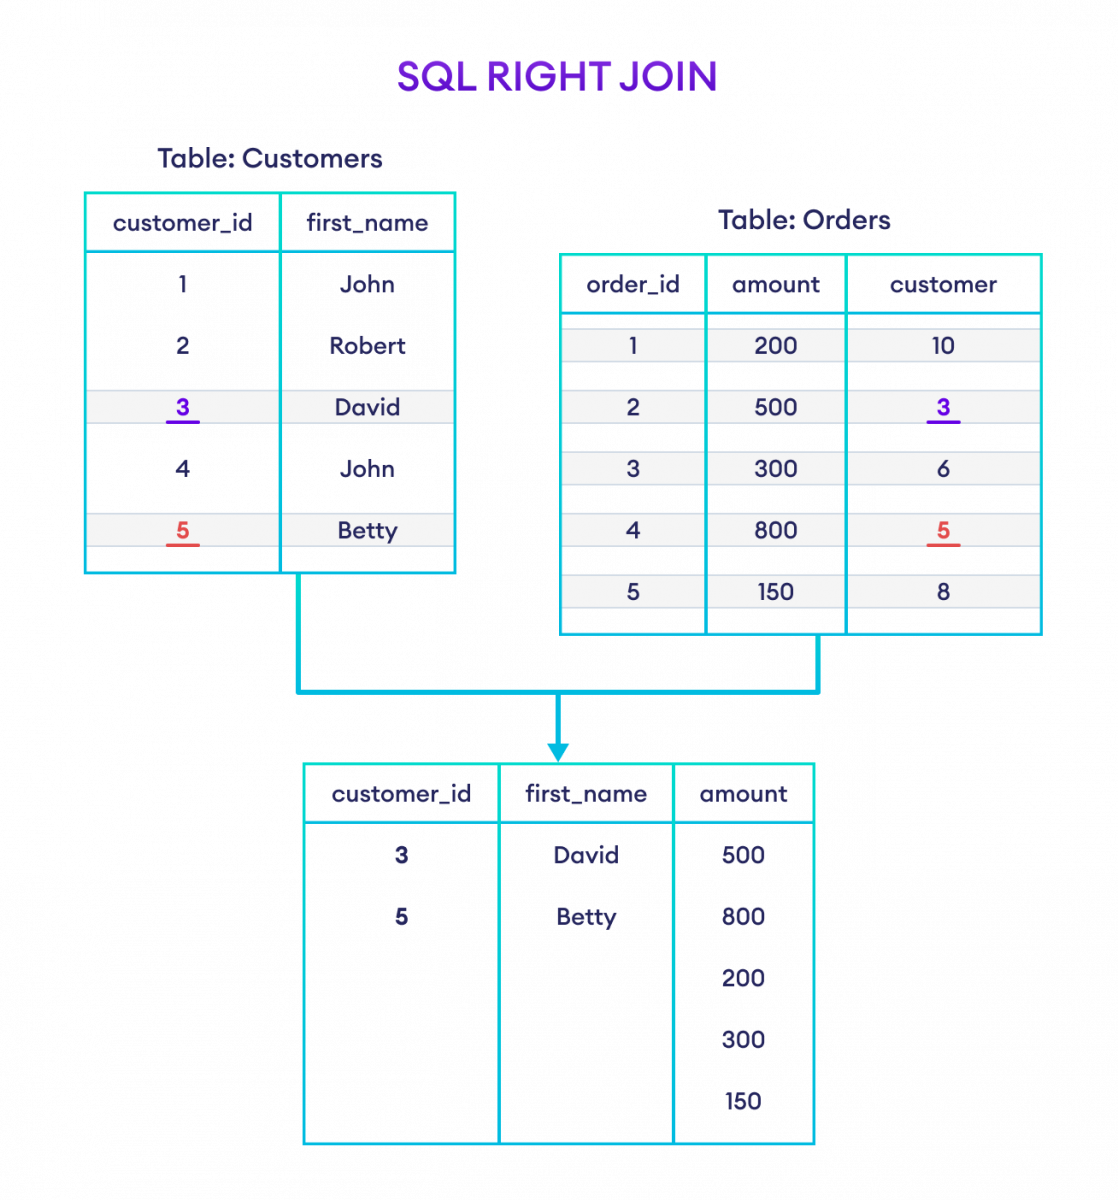 SQL RIGHT JOIN
Table: Customers
customer_id first_name
1 John
2 Robert
3 David
4 John
5 Betty
Table: Orders
order_id amount customer
1 200 10
2 500 3
3 300 6
4 800 5
5 150 8
customer_id first_name amount
3 David 500
5 Betty 800
200
300
150